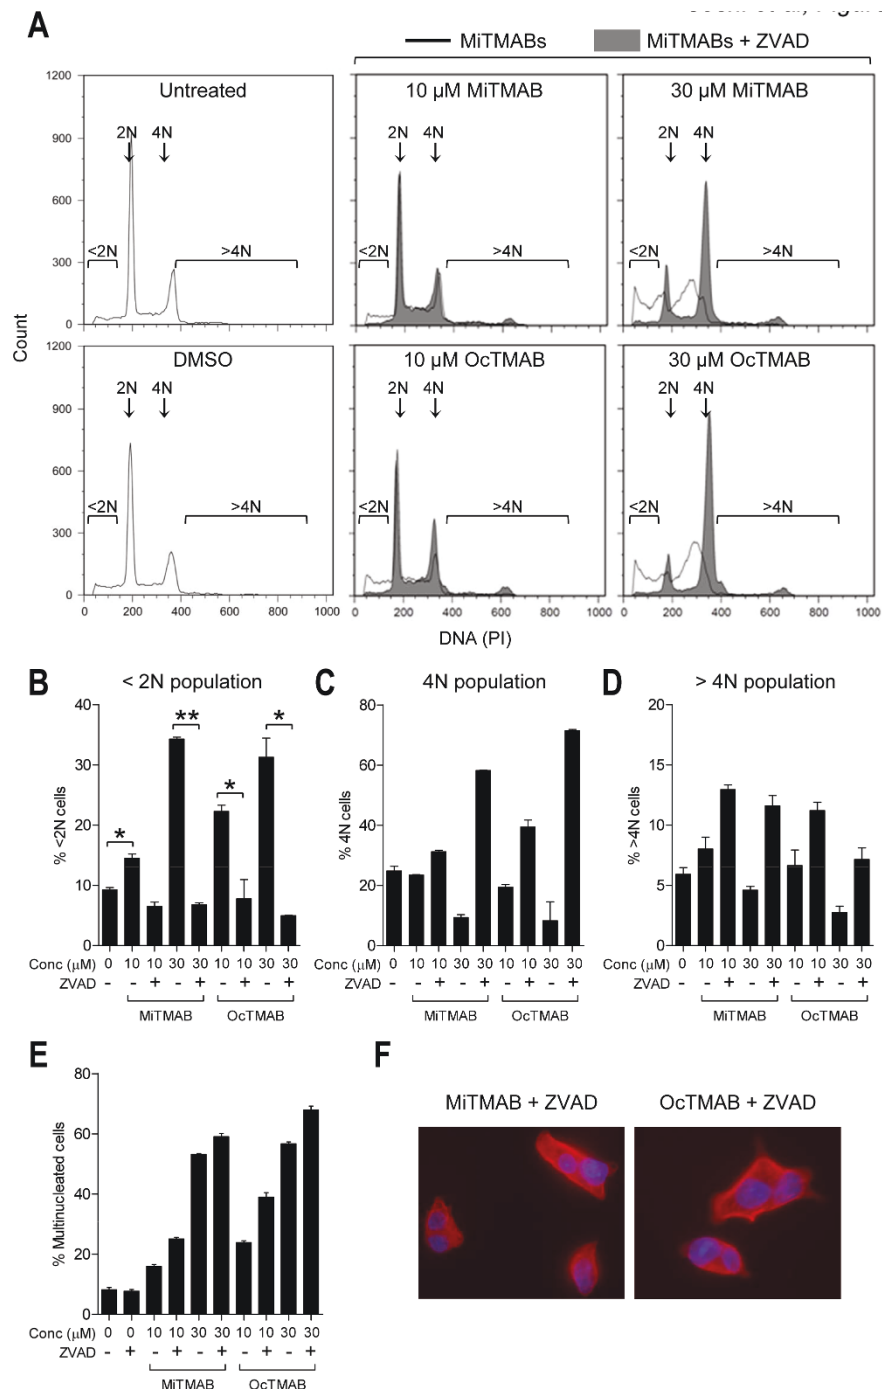 A
MiTMABs MiTMABs + ZVAD
Untreated 10 µM MiTMAB 30 µM MiTMAB
1200
900
600
300
0
2N 4N
<2N >4N
2N 4N
<2N >4N
2N 4N
<2N >4N
Count
DMSO 10 µM OcTMAB 30 µM OcTMAB
1200
900
600
300
0
2N 4N
<2N >4N
2N 4N
<2N >4N
2N 4N
<2N >4N
0 200 400 600 800 1000 0 200 400 600 800 1000 0 200 400 600 800 1000
DNA (PI)
B < 2N population
% <2N cells
40
30
20
10
0
* ** * *
Conc (µM) 0 10 10 30 30 10 10 30 30
ZVAD - - + - + - + - +
MiTMAB OcTMAB
C 4N population
% 4N cells
80
60
40
20
0
Conc (µM) 0 10 10 30 30 10 10 30 30
ZVAD - - + - + - + - +
MiTMAB OcTMAB
D > 4N population
% >4N cells
20
15
10
5
0
Conc (µM) 0 10 10 30 30 10 10 30 30
ZVAD - - + - + - + - +
MiTMAB OcTMAB
E
% Multinucleated cells
80
60
40
20
0
Conc (µM) 0 0 10 10 30 30 10 10 30 30
ZVAD - + - + - + - + - +
MiTMAB OcTMAB
F
MiTMAB + ZVAD OcTMAB + ZVAD